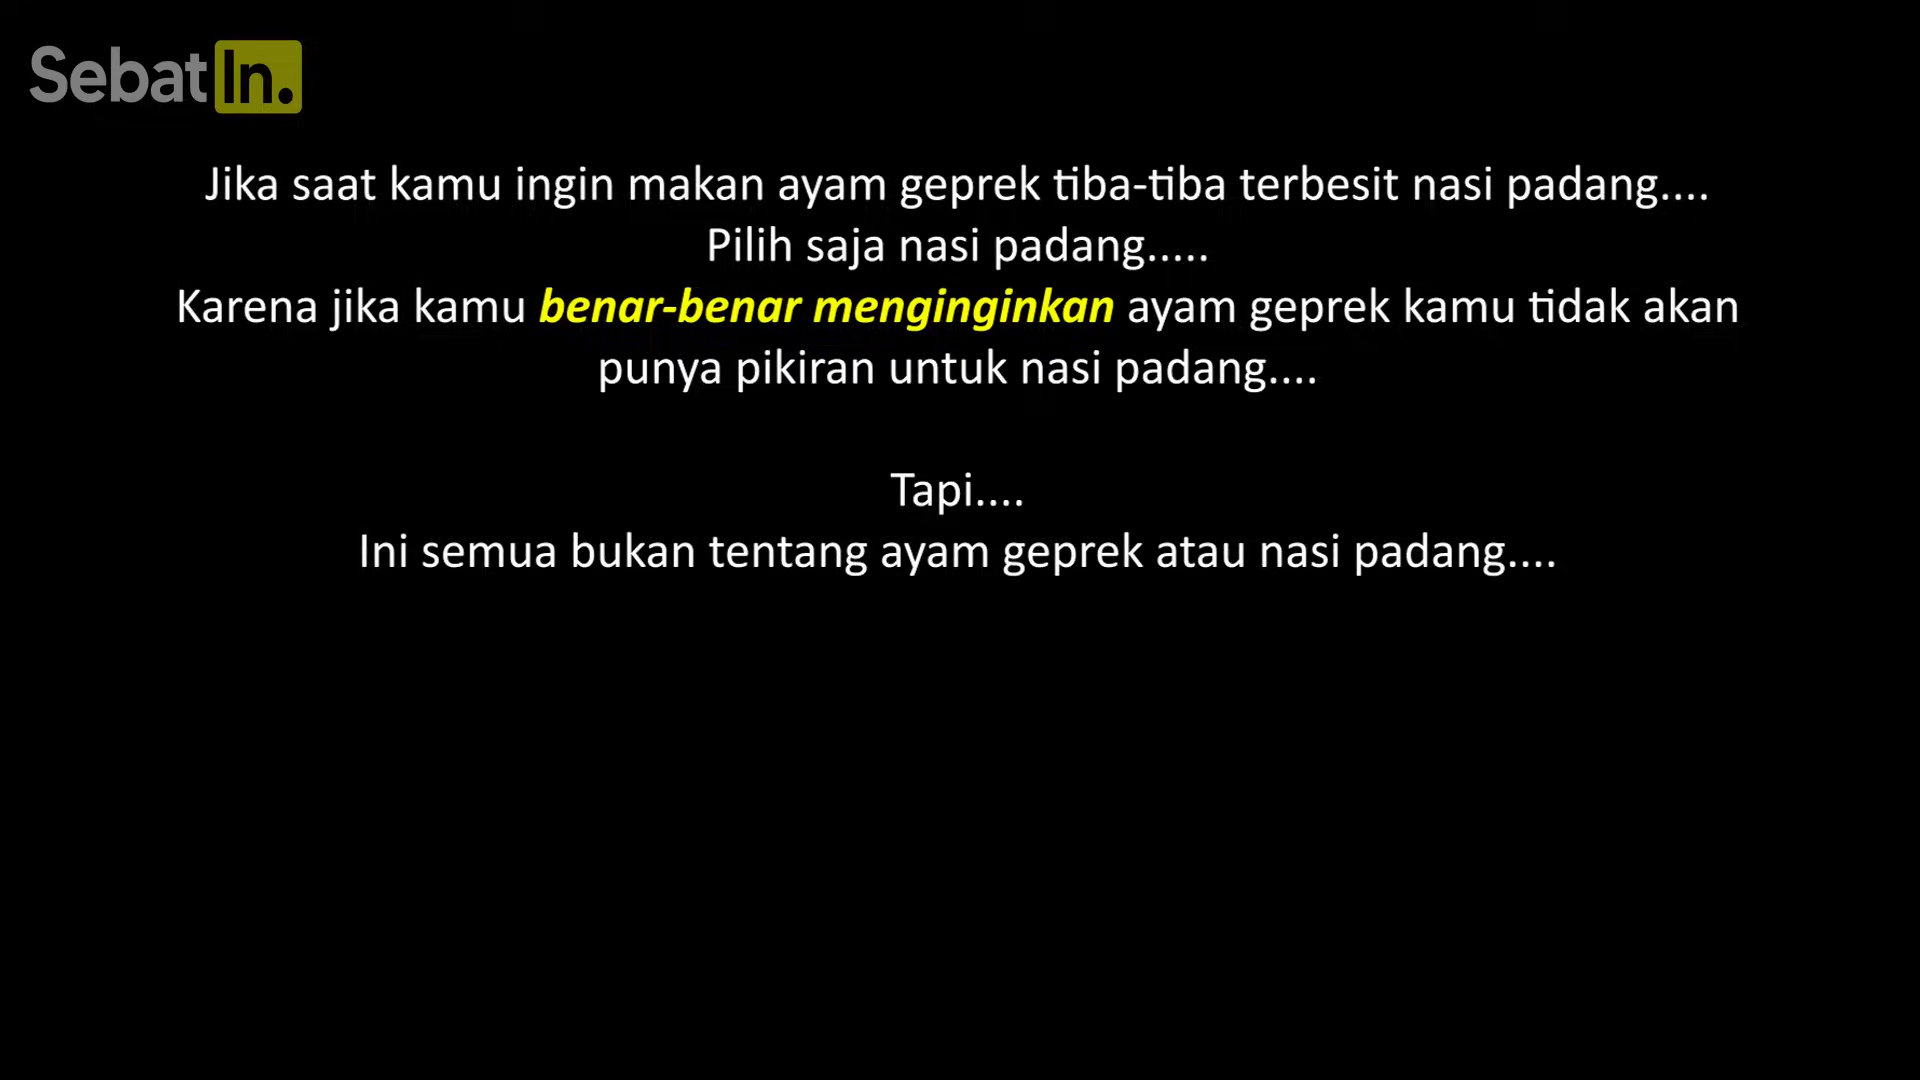 SebatIn.
Jika saat kamu ingin makan ayam geprek tiba-tiba terbesit nasi padang....
Pilih saja nasi padang.....
Karena jika kamu benar-benar menginginkan ayam geprek kamu tidak akan
punya pikiran untuk nasi padang....
Tapi....
Ini semua bukan tentang ayam geprek atau nasi padang....